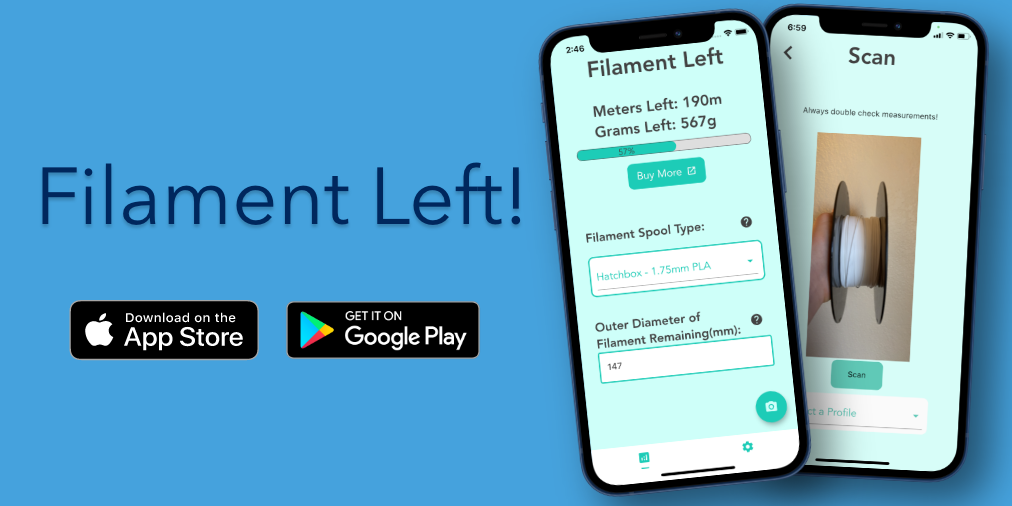 Filament Left!
Download on the
App Store
GET IT ON
Google Play
2:46
Filament Left
Meters Left: 190m
Grams Left: 567g
57%
Buy More
Filament Spool Type:
?
Hatchbox - 1.75mm PLA
Outer Diameter of
Filament Remaining(mm):
?
147
6:59
Scan
Always double check measurements!
Scan
ct a Profile